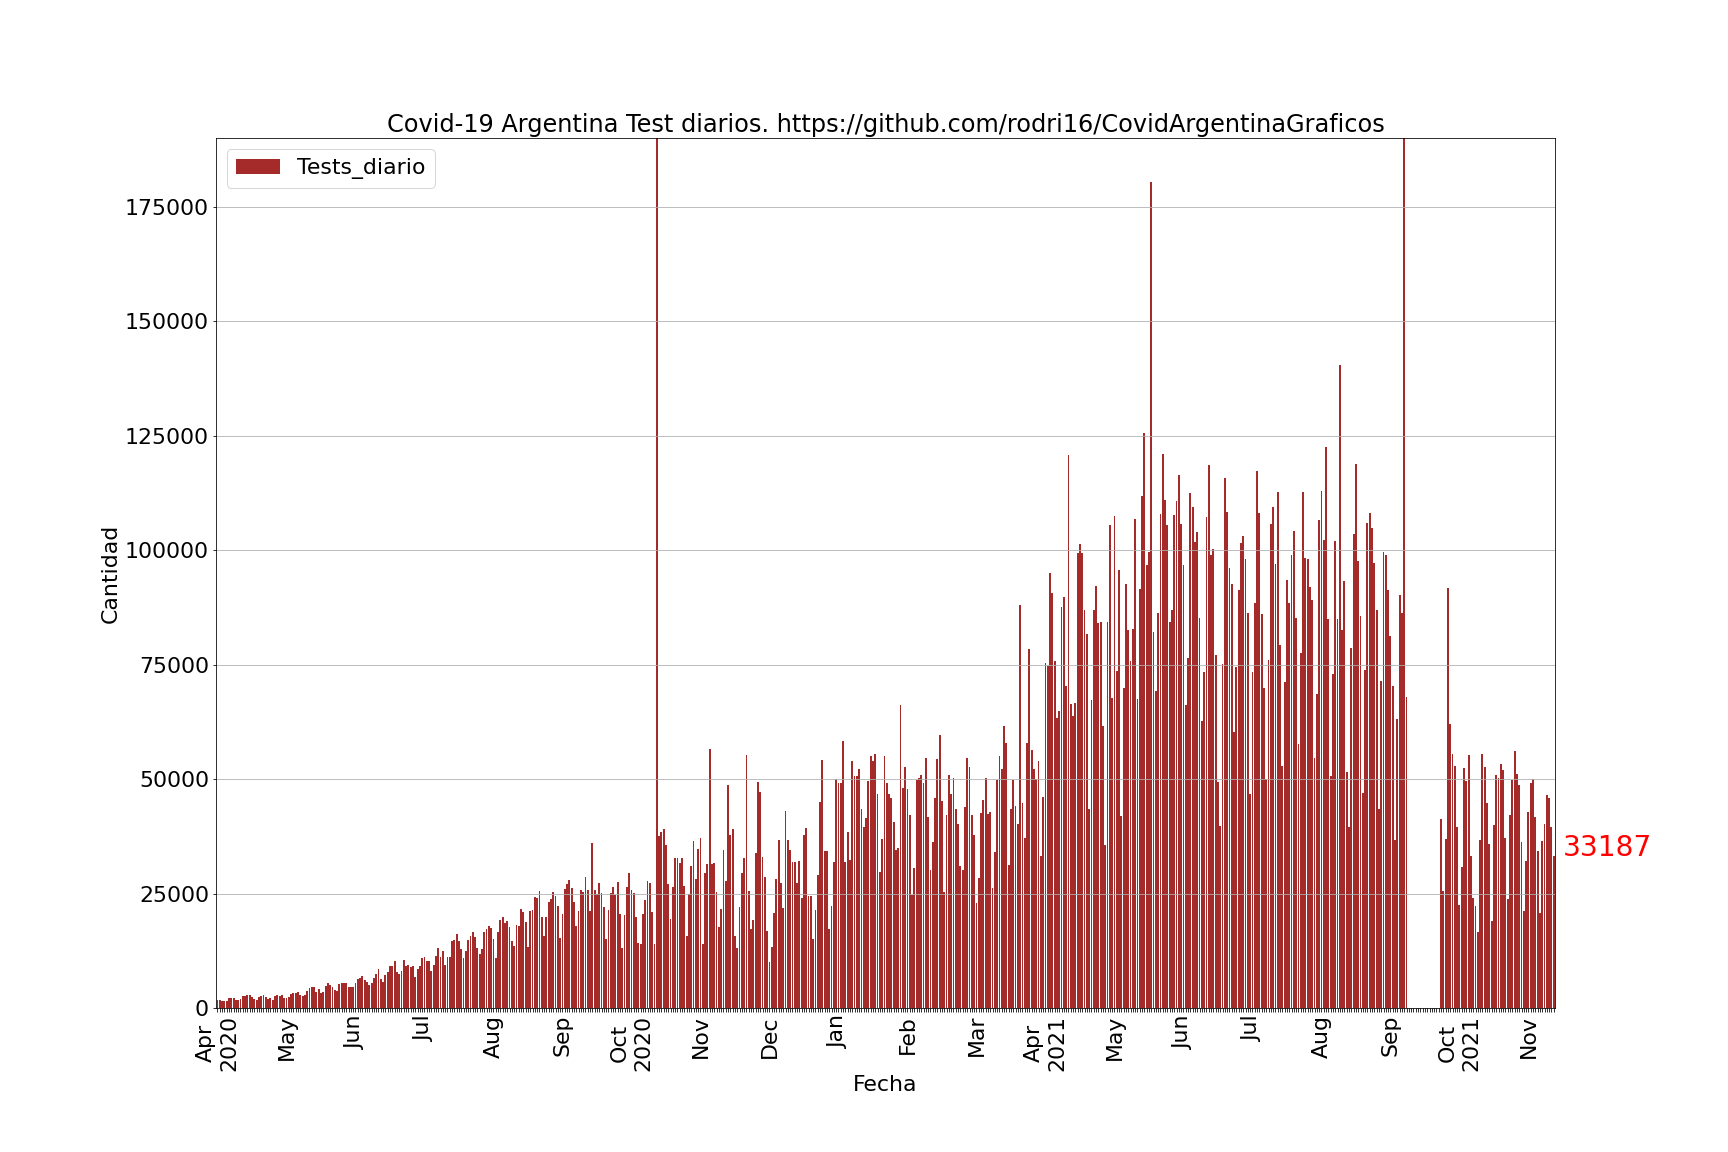 Covid-19 Argentina Test diarios. https://github.com/rodri16/CovidArgentinaGraficos
Tests_diario
175000
150000
125000
100000
75000
50000
25000
0
Cantidad
33187
Apr
2020
May
Jun
Jul
Aug
Sep
Oct
2020
Nov
Dec
Jan
Feb
Mar
Apr
2021
May
Jun
Jul
Aug
Sep
Oct
2021
Nov
Fecha